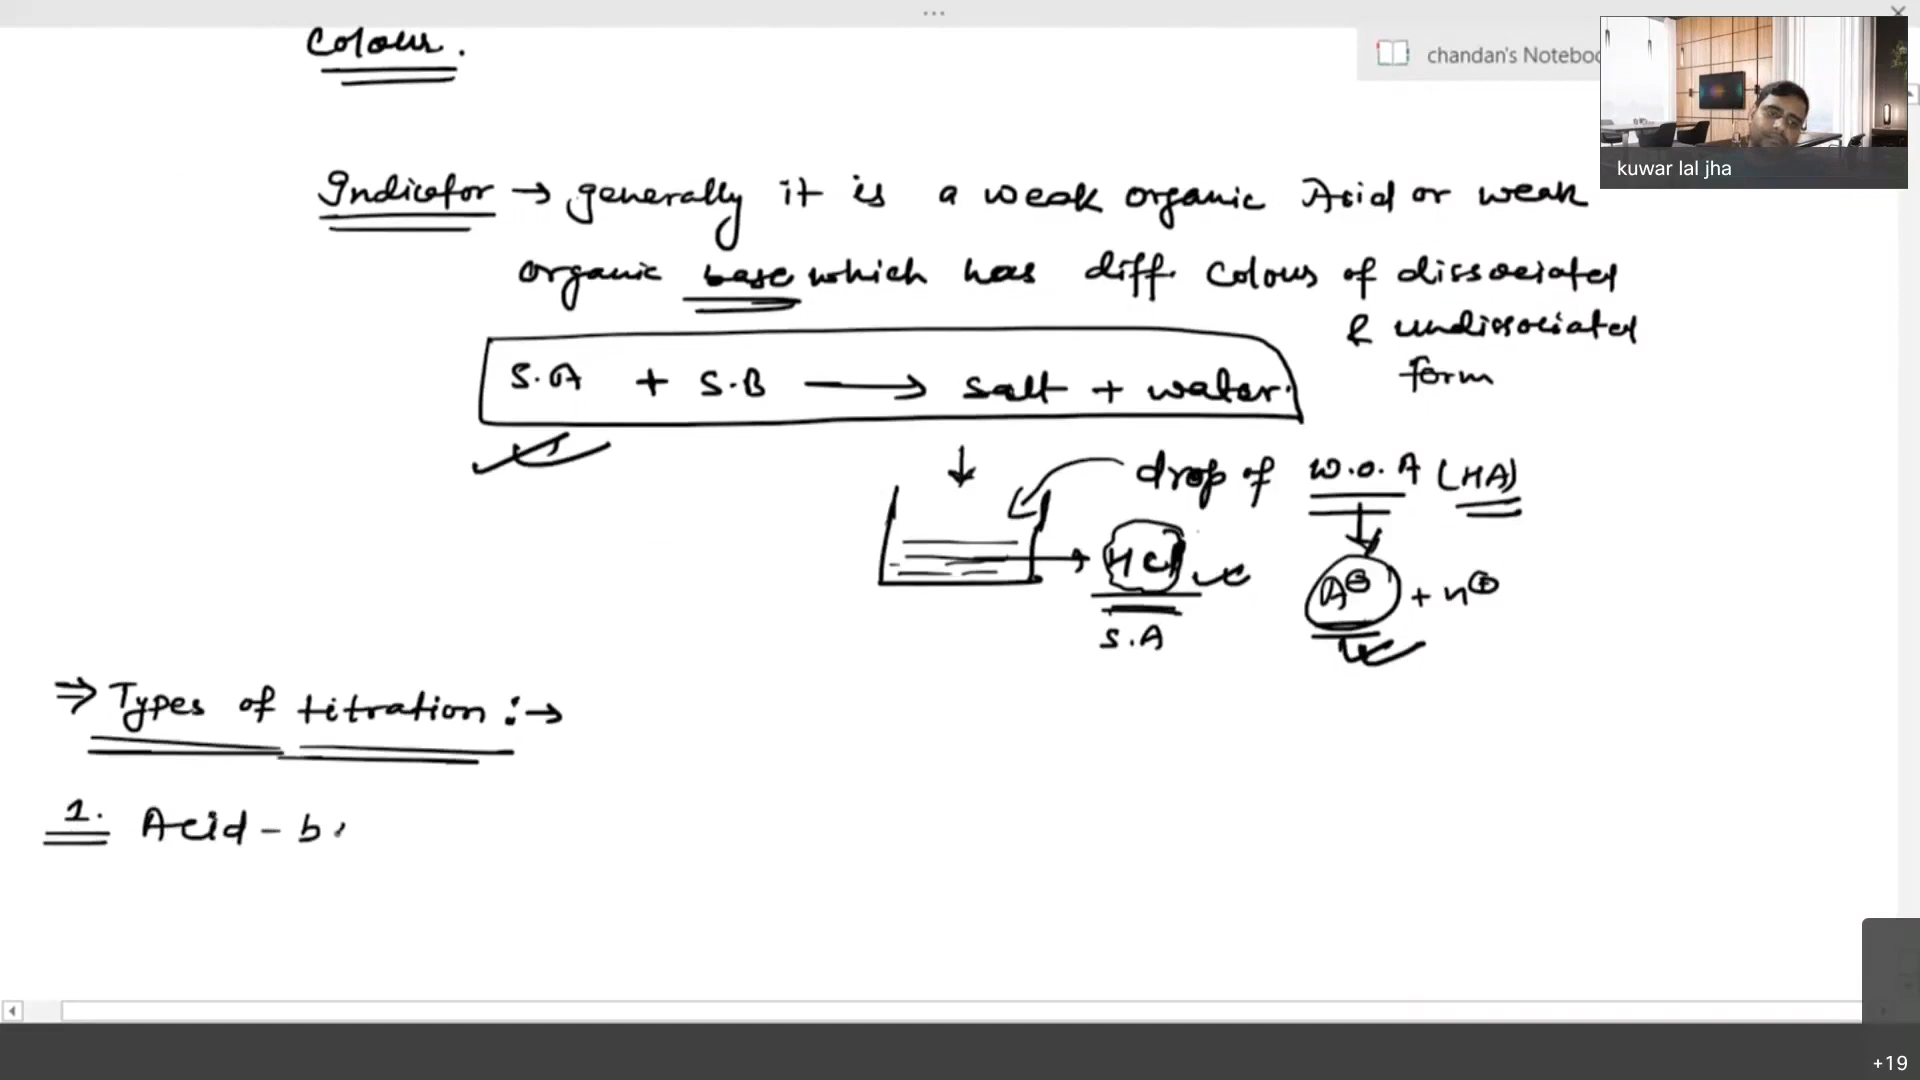 Colour.
chandan's Notebo
kuwar lal jha
Indicator → generally it is a weak organic Acid or weak
organic base which has diff. Colour of dissociated
& undissociated
form
S.A + S.B → salt + water.
drop of W.O.A (HA)
HCl
A⊖ + H⊕
S.A
⇒ Types of titration :→
1. Acid - b
+19